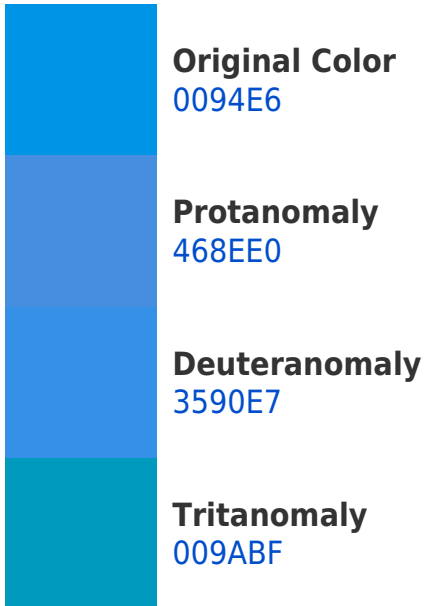 Original Color
0094E6
Protanomaly
468EE0
Deuteranomaly
3590E7
Tritanomaly
009ABF